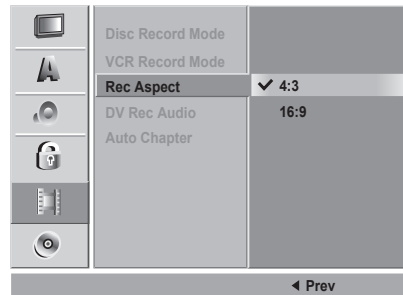 Disc Record Mode
VCR Record Mode
Rec Aspect
✔ 4:3
DV Rec Audio
16:9
Auto Chapter
◀ Prev